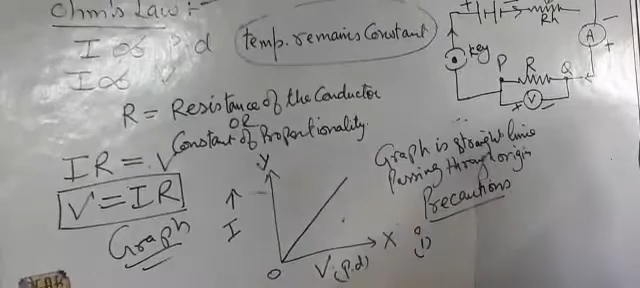 Ohm's Law :-
I ∝ p.d
temp. remains Constant
I ∝ V
R = Resistance of the Conductor
OR
Constant of Proportionality.
IR = V
V = IR
Graph
Y
↑
I
O
V (p.d)
X
Graph is straight line
Passing through origin
Precautions
1)
+
-
Rh
key
A
+
P
R
Q
+
V
-